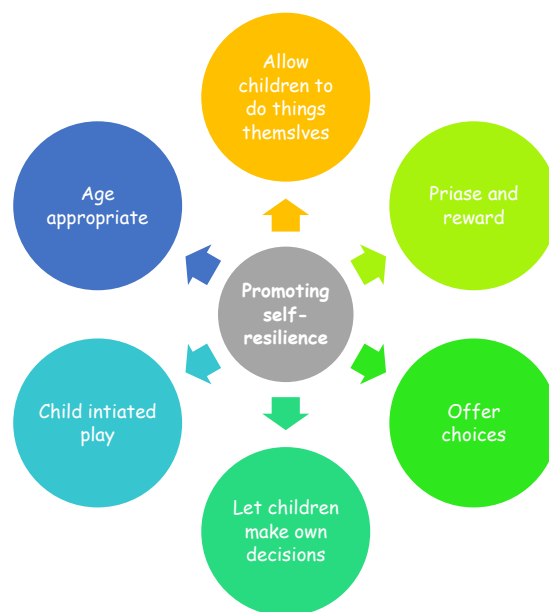 Allow
children to
do things
themslves
Priase and
reward
Offer
choices
Let children
make own
decisions
Child intiated
play
Age
appropriate
Promoting
self-
resilience